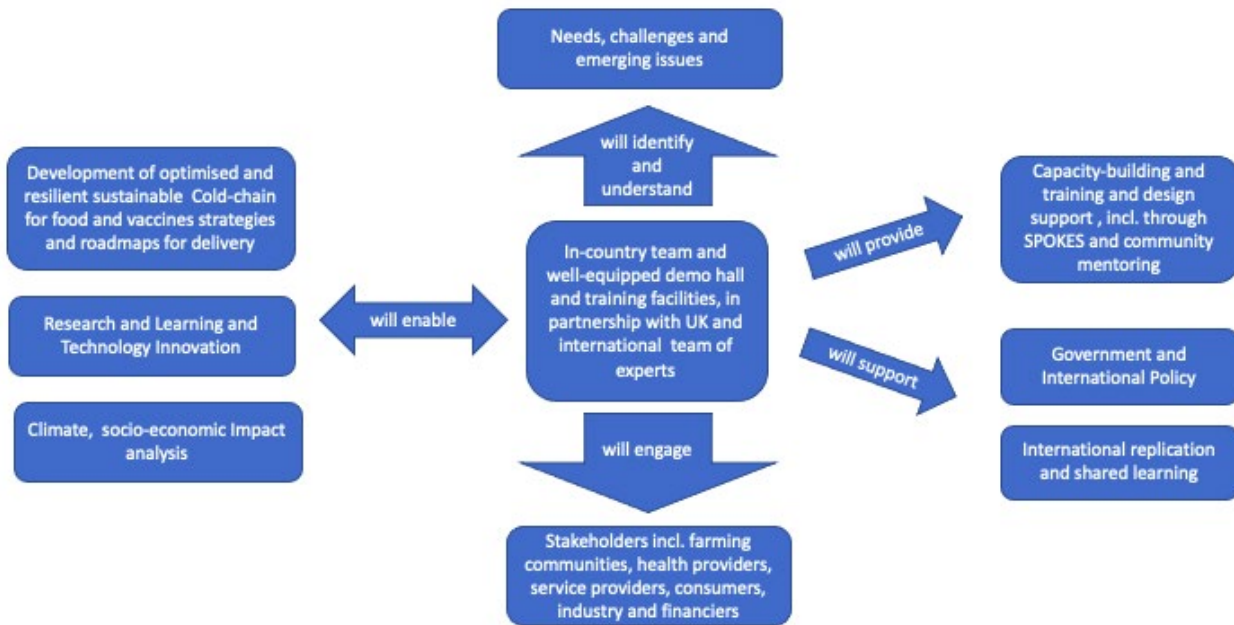 Needs, challenges and
emerging issues
will identify
and
understand
Development of optimised and
resilient sustainable Cold-chain
for food and vaccines strategies
and roadmaps for delivery
Research and Learning and
Technology Innovation
Climate, socio-economic Impact
analysis
will enable
In-country team and
well-equipped demo hall
and training facilities, in
partnership with UK and
international team of
experts
will provide
Capacity-building and
training and design
support , incl. through
SPOKES and community
mentoring
will support
Government and
International Policy
International replication
and shared learning
will engage
Stakeholders incl. farming
communities, health providers,
service providers, consumers,
industry and financiers